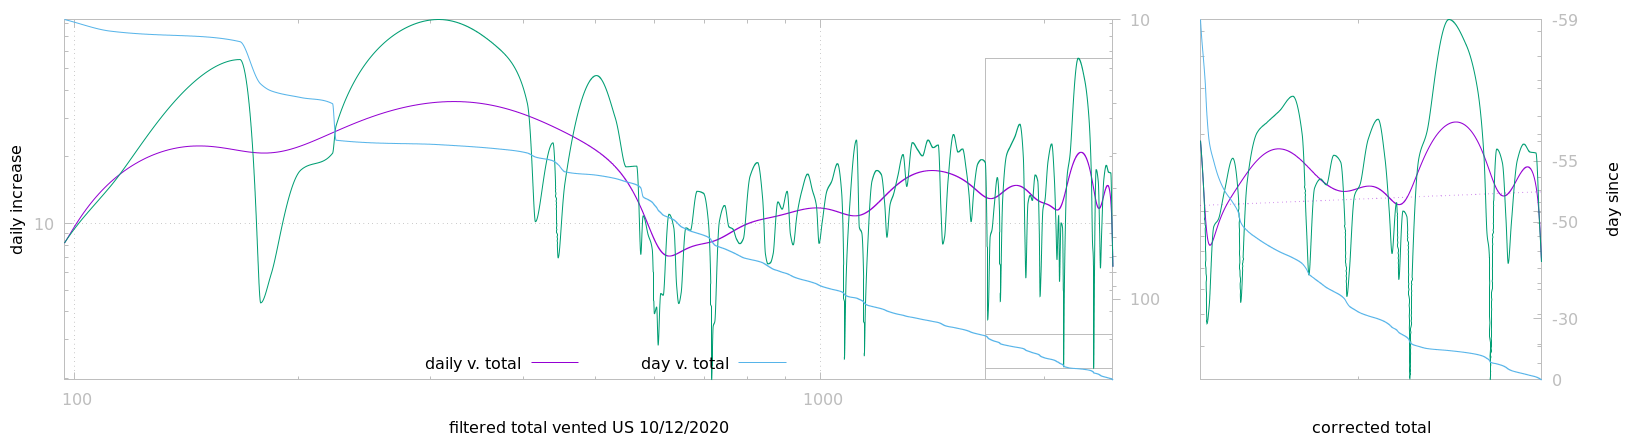 daily increase
10
100
1000
10
100
daily v. total
day v. total
filtered total vented US 10/12/2020
-59
-55
-50
-30
0
day since
corrected total